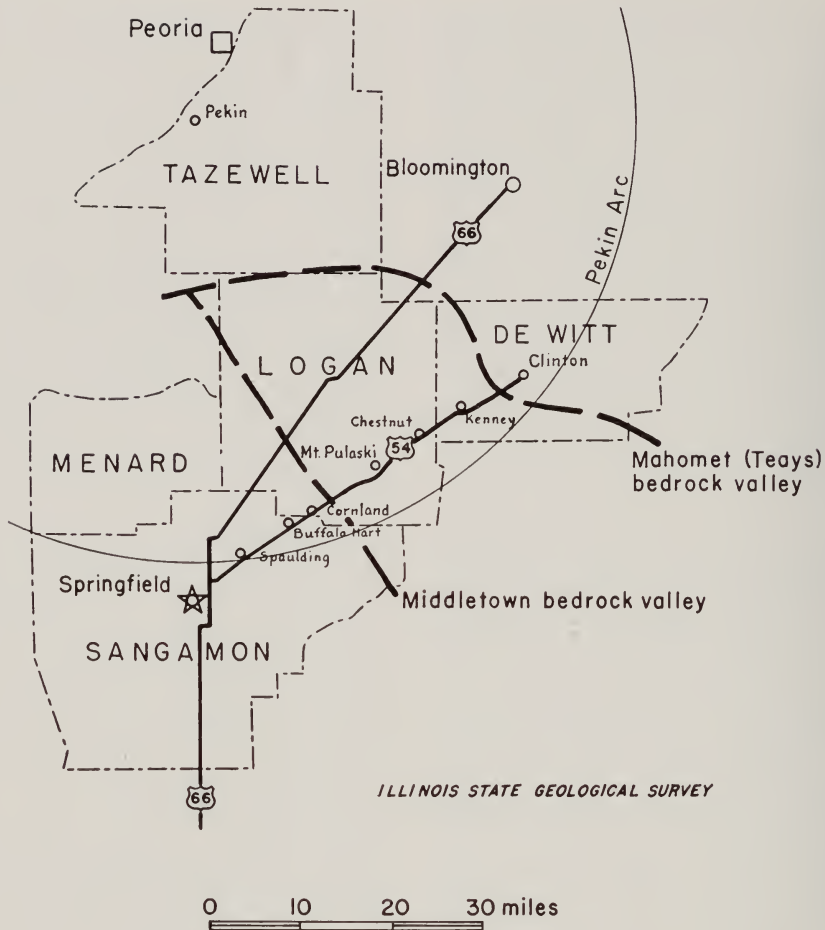 Peoria
Pekin
TAZEWELL
Bloomington
66
Pekin Arc
DE WITT
LOGAN
Clinton
Chestnut
Kenney
54
Mt. Pulaski
MENARD
Mahomet (Teays)
bedrock valley
Cornland
Buffalo Hart
Spaulding
Springfield
Middletown bedrock valley
SANGAMON
66
ILLINOIS STATE GEOLOGICAL SURVEY
0 10 20 30 miles